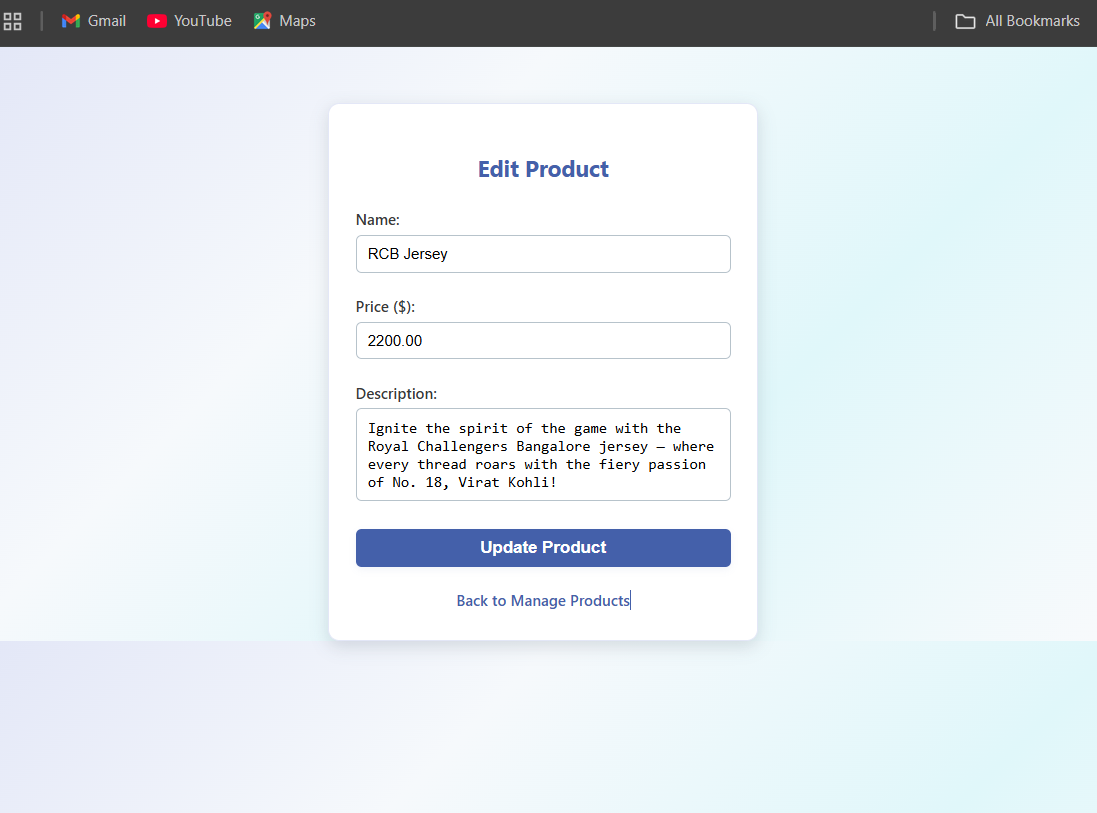 Gmail YouTube Maps All Bookmarks
Edit Product
Name:
RCB Jersey
Price ($):
2200.00
Description:
Ignite the spirit of the game with the
Royal Challengers Bangalore jersey — where
every thread roars with the fiery passion
of No. 18, Virat Kohli!
Update Product
Back to Manage Products